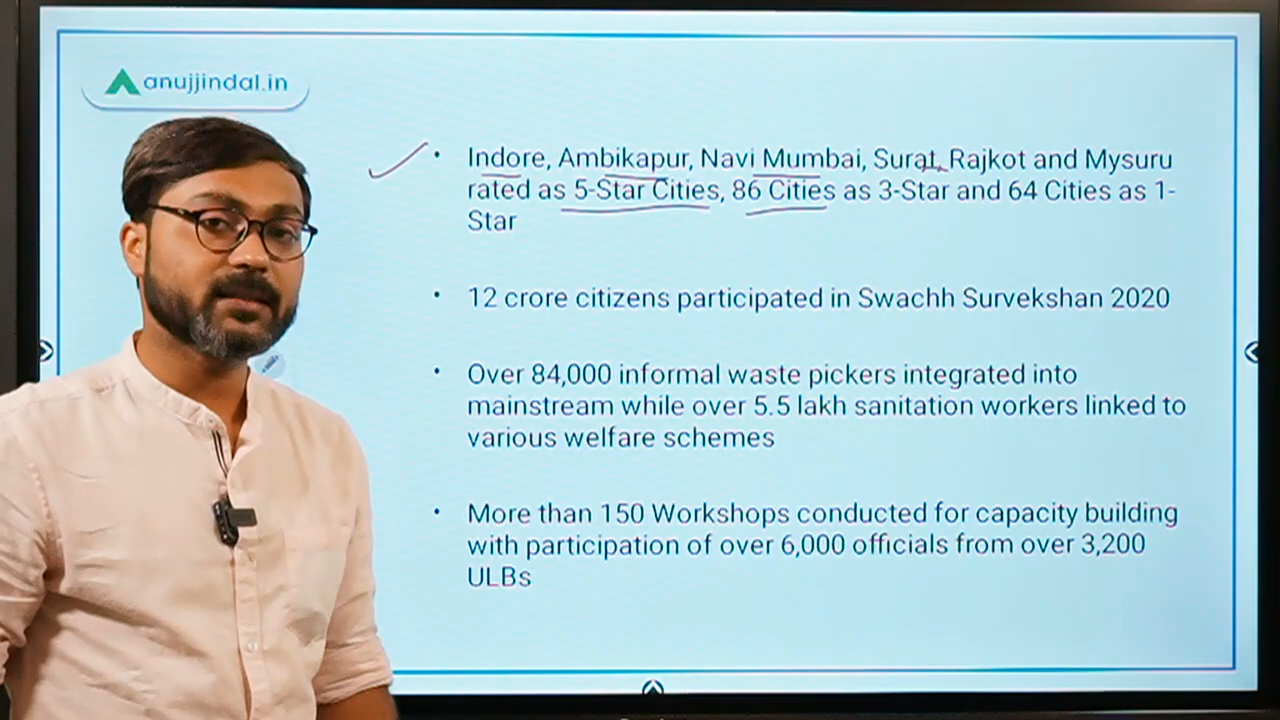 anujjindal.in
• Indore, Ambikapur, Navi Mumbai, Surat, Rajkot and Mysuru
rated as 5-Star Cities, 86 Cities as 3-Star and 64 Cities as 1-
Star
• 12 crore citizens participated in Swachh Survekshan 2020
• Over 84,000 informal waste pickers integrated into
mainstream while over 5.5 lakh sanitation workers linked to
various welfare schemes
• More than 150 Workshops conducted for capacity building
with participation of over 6,000 officials from over 3,200
ULBs